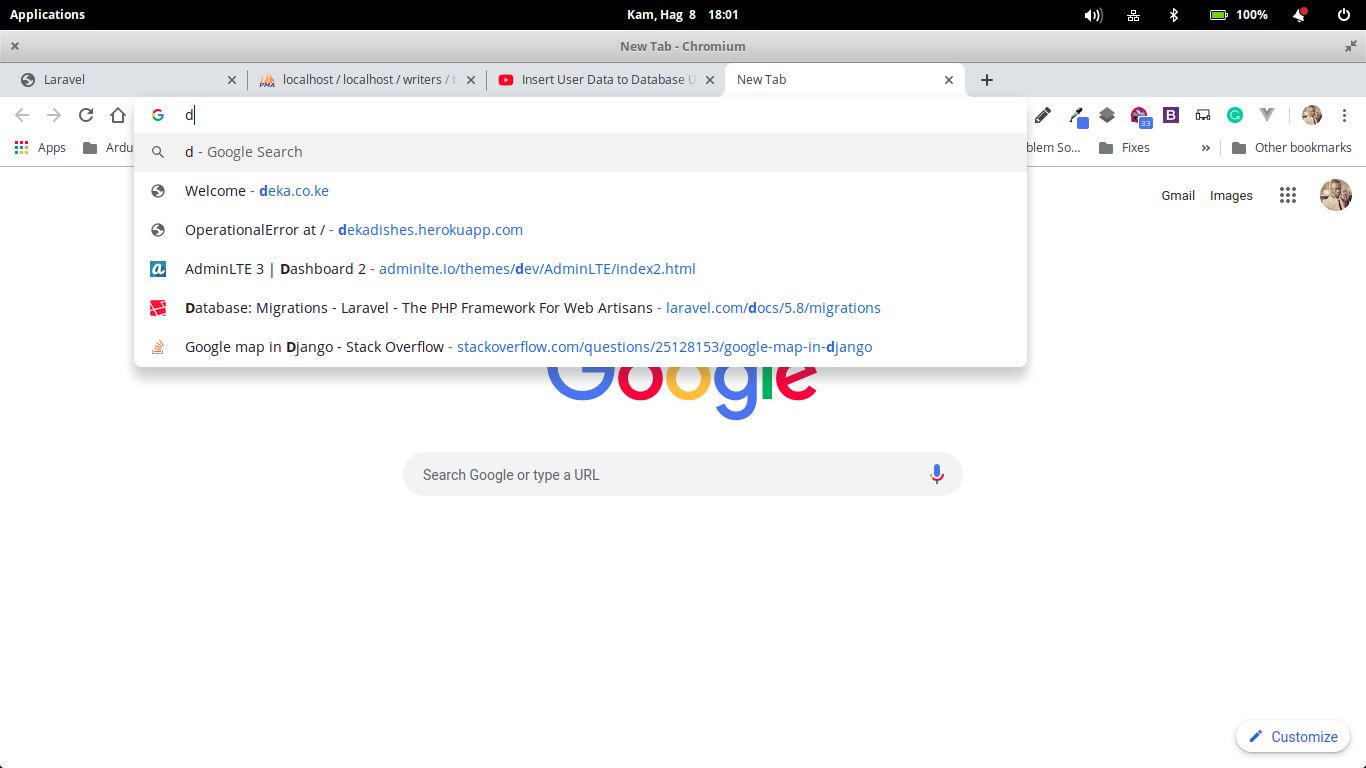 Applications
Kam, Hag 8 18:01
100%
New Tab - Chromium
Laravel
PMA
localhost / localhost / writers / t
Insert User Data to Database U
New Tab
d
33
B
Apps
Ardu
blem So...
Fixes
»
Other bookmarks
d - Google Search
Welcome - deka.co.ke
OperationalError at / - dekadishes.herokuapp.com
AdminLTE 3 | Dashboard 2 - adminlte.io/themes/dev/AdminLTE/index2.html
Database: Migrations - Laravel - The PHP Framework For Web Artisans - laravel.com/docs/5.8/migrations
Google map in Django - Stack Overflow - stackoverflow.com/questions/25128153/google-map-in-django
Gmail
Images
Google
Search Google or type a URL
Customize